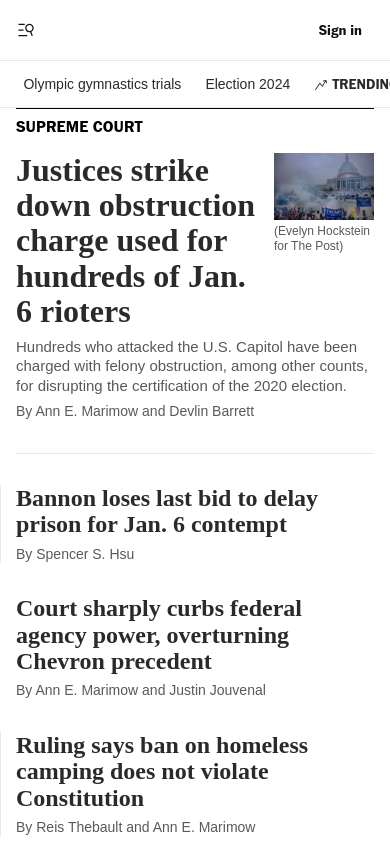 Sign in
Olympic gymnastics trials Election 2024 TRENDIN
SUPREME COURT
Justices strike
down obstruction
charge used for
hundreds of Jan.
6 rioters
(Evelyn Hockstein
for The Post)
Hundreds who attacked the U.S. Capitol have been
charged with felony obstruction, among other counts,
for disrupting the certification of the 2020 election.
By Ann E. Marimow and Devlin Barrett
Bannon loses last bid to delay
prison for Jan. 6 contempt
By Spencer S. Hsu
Court sharply curbs federal
agency power, overturning
Chevron precedent
By Ann E. Marimow and Justin Jouvenal
Ruling says ban on homeless
camping does not violate
Constitution
By Reis Thebault and Ann E. Marimow